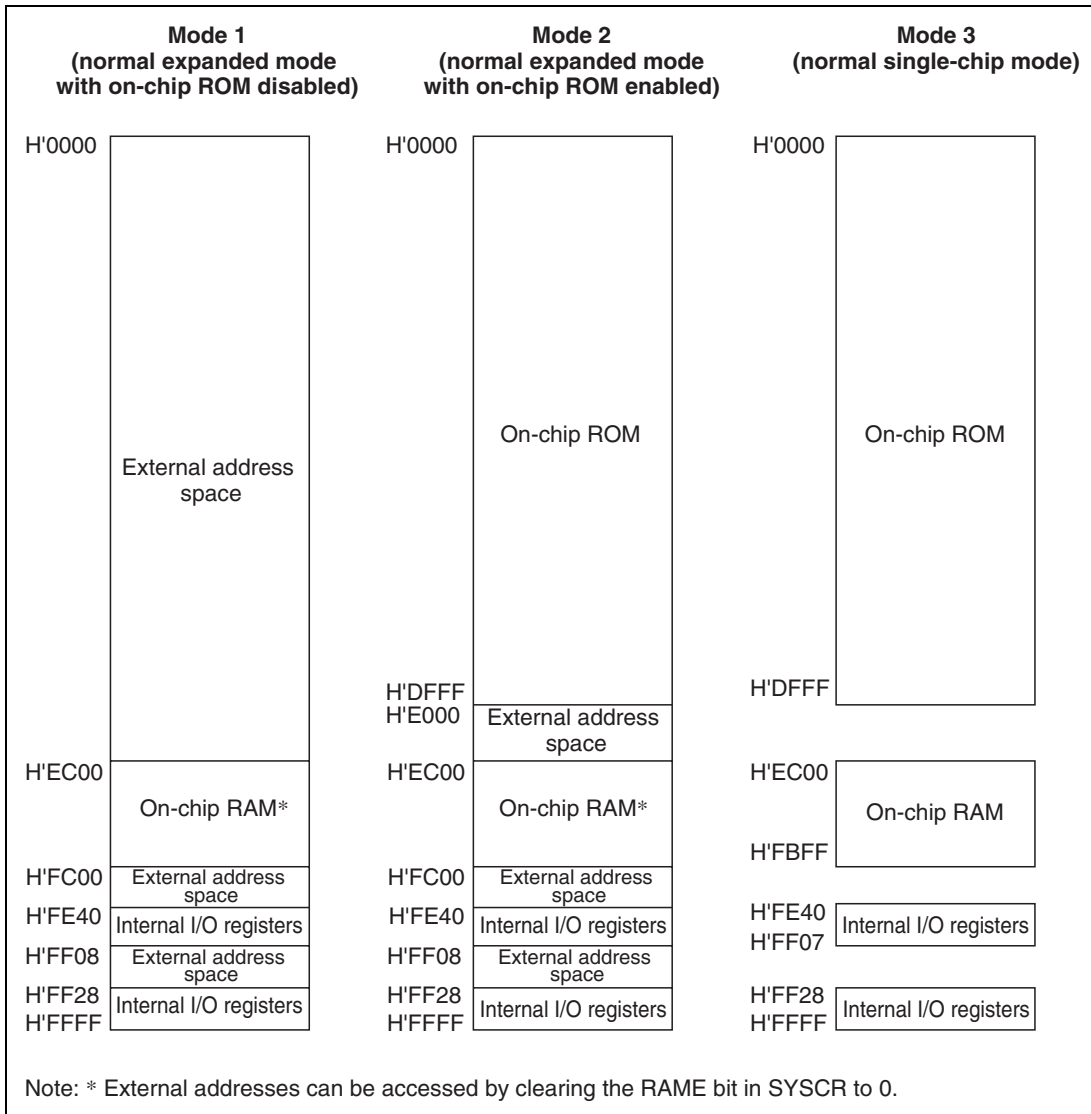 Mode 1
(normal expanded mode
with on-chip ROM disabled)
H'0000
External address
space
H'EC00
On-chip RAM*
H'FC00
External address
space
H'FE40
Internal I/O registers
H'FF08
External address
space
H'FF28
Internal I/O registers
H'FFFF
Mode 2
(normal expanded mode
with on-chip ROM enabled)
H'0000
On-chip ROM
H'DFFF
H'E000
External address
space
H'EC00
On-chip RAM*
H'FC00
External address
space
H'FE40
Internal I/O registers
H'FF08
External address
space
H'FF28
Internal I/O registers
H'FFFF
Mode 3
(normal single-chip mode)
H'0000
On-chip ROM
H'DFFF
H'EC00
On-chip RAM
H'FBFF
H'FE40
Internal I/O registers
H'FF07
H'FF28
Internal I/O registers
H'FFFF
Note: * External addresses can be accessed by clearing the RAME bit in SYSCR to 0.